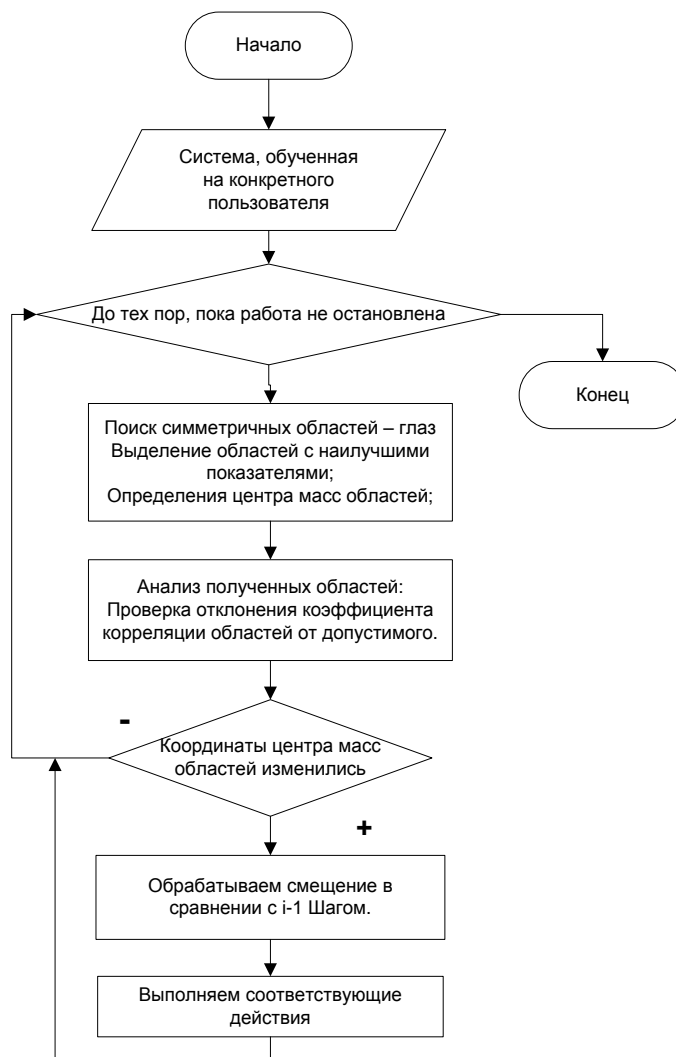 Начало
Система, обученная
на конкретного
пользователя
До тех пор, пока работа не остановлена
Конец
Поиск симметричных областей – глаз
Выделение областей с наилучшими
показателями;
Определения центра масс областей;
Анализ полученных областей:
Проверка отклонения коэффициента
корреляции областей от допустимого.
-
Координаты центра масс
областей изменились
+
Обрабатываем смещение в
сравнении с i-1 Шагом.
Выполняем соответствующие
действия